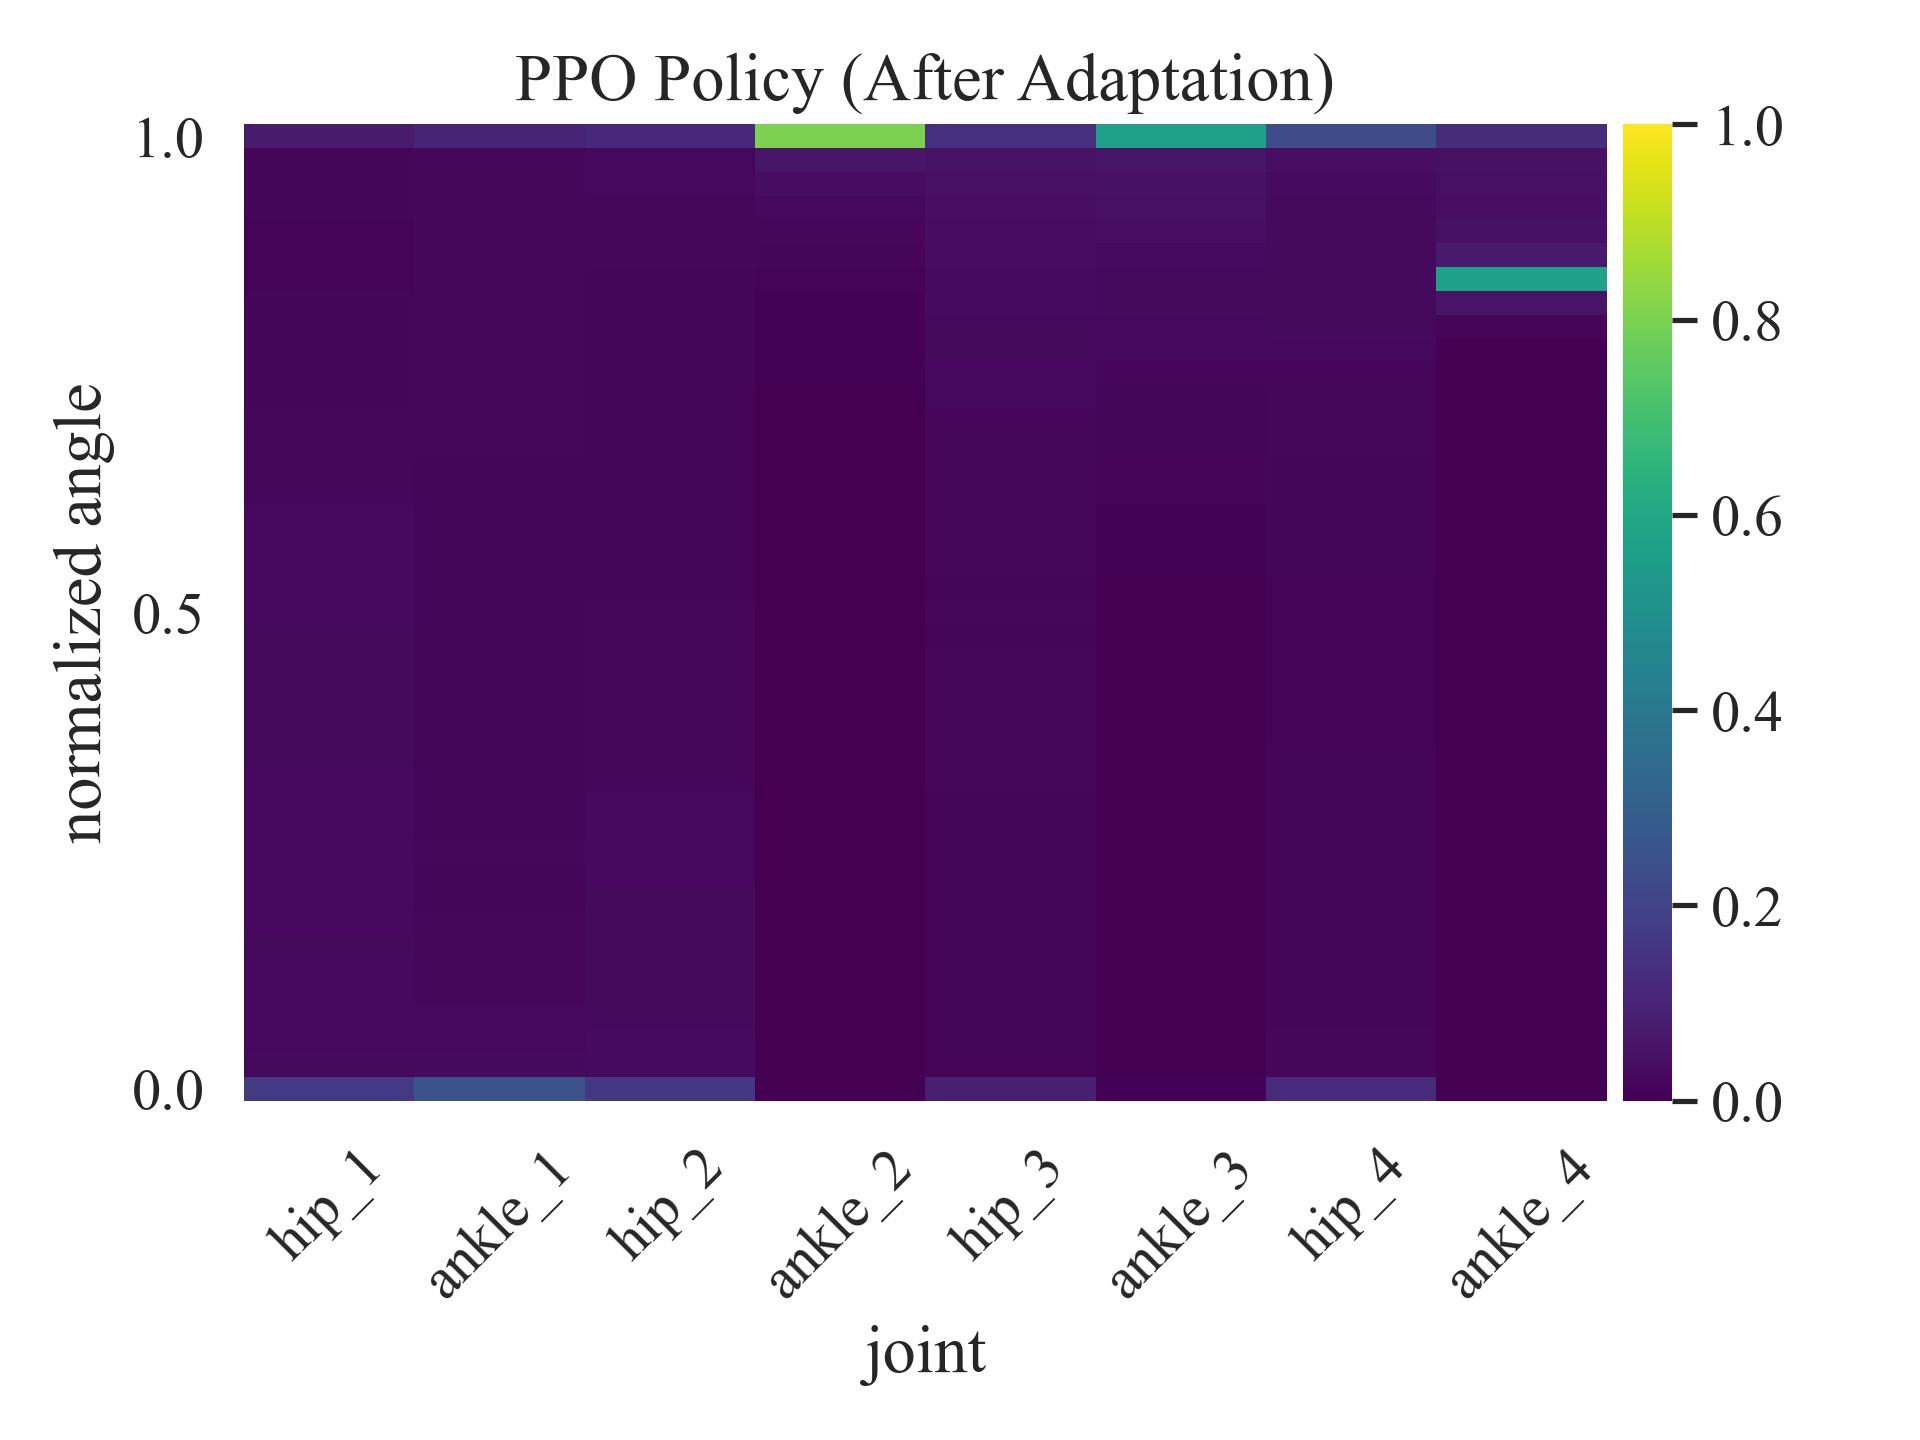 PPO Policy (After Adaptation)
normalized angle
1.0
0.5
0.0
hip_1
ankle_1
hip_2
ankle_2
hip_3
ankle_3
hip_4
ankle_4
joint
1.0
0.8
0.6
0.4
0.2
0.0